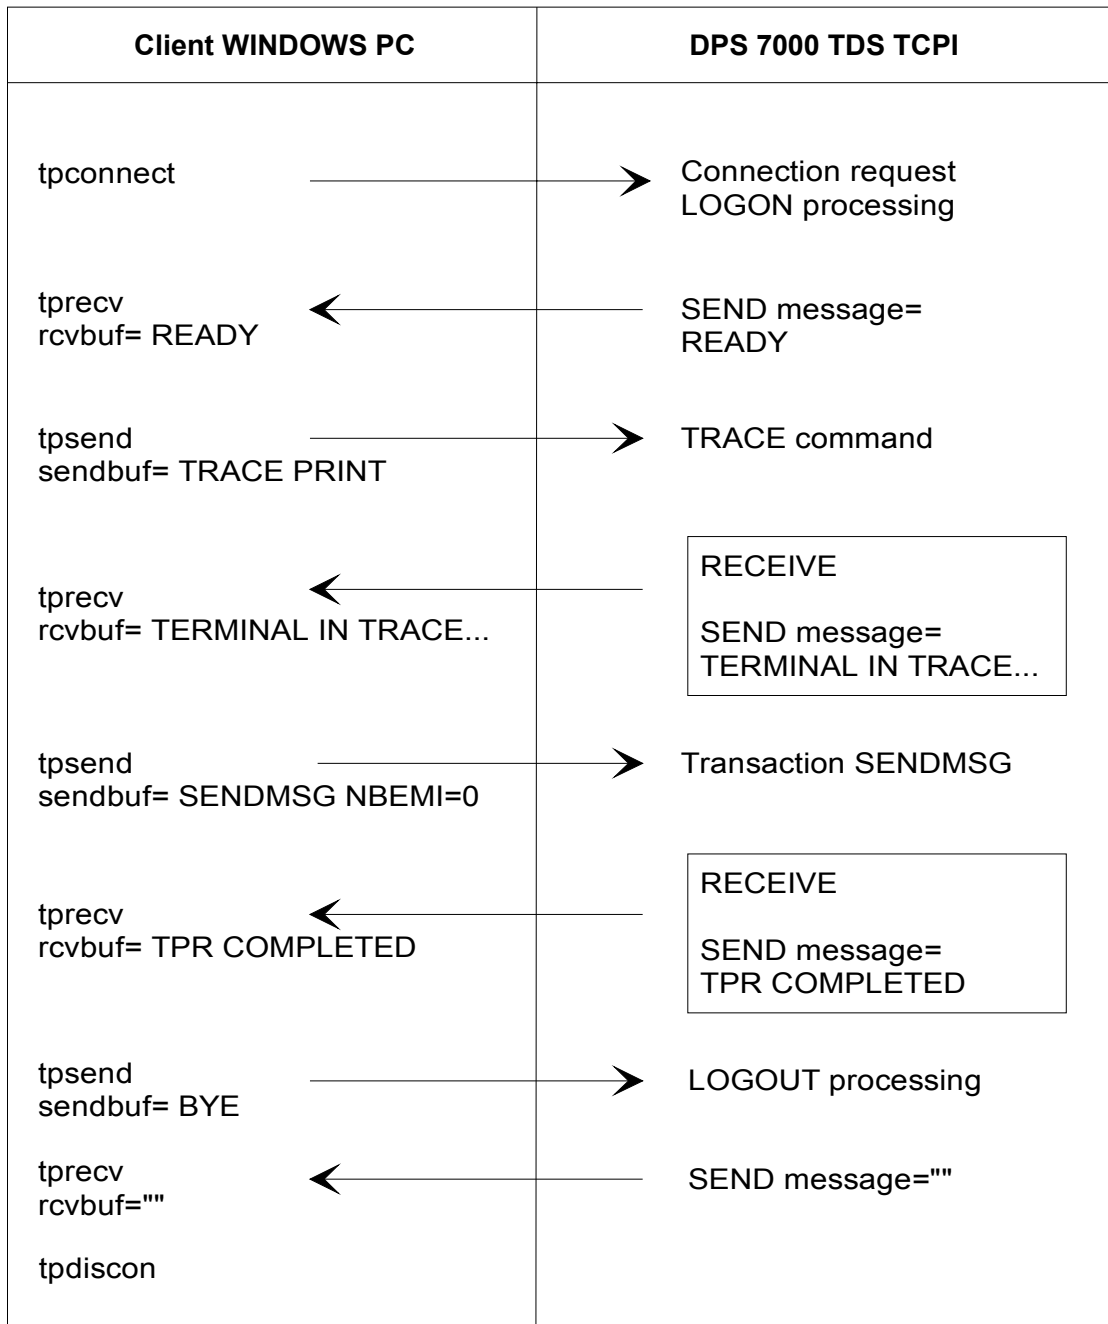 Client WINDOWS PC
DPS 7000 TDS TCPI
tpconnect
Connection request
LOGON processing
tprecv
rcvbuf= READY
SEND message=
READY
tpsend
sendbuf= TRACE PRINT
TRACE command
tprecv
rcvbuf= TERMINAL IN TRACE...
RECEIVE
SEND message=
TERMINAL IN TRACE...
tpsend
sendbuf= SENDMSG NBEMI=0
Transaction SENDMSG
tprecv
rcvbuf= TPR COMPLETED
RECEIVE
SEND message=
TPR COMPLETED
tpsend
sendbuf= BYE
LOGOUT processing
tprecv
rcvbuf=""
SEND message=""
tpdiscon